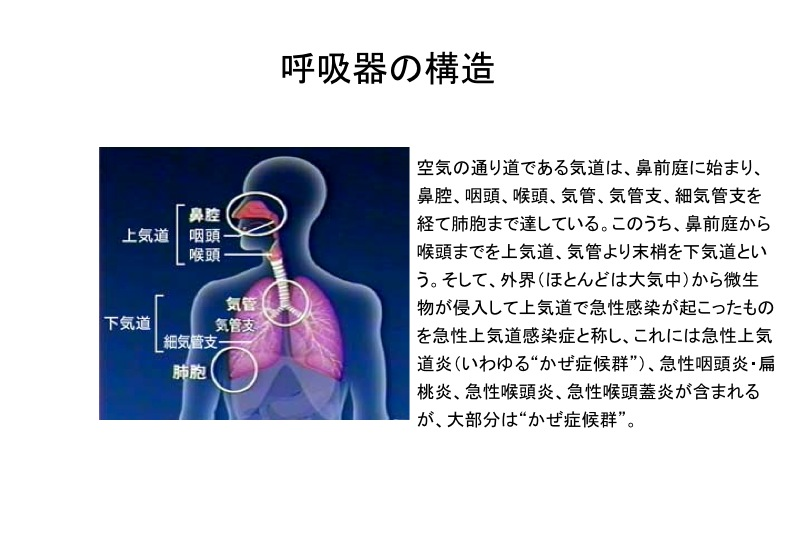 呼吸器の構造
鼻腔
上気道
咽頭
喉頭
気管
下気道
気管支
細気管支
肺胞
空気の通り道である気道は、鼻前庭に始まり、
鼻腔、咽頭、喉頭、気管、気管支、細気管支を
経て肺胞まで達している。このうち、鼻前庭から
喉頭までを上気道、気管より末梢を下気道とい
う。そして、外界(ほとんどは大気中)から微生
物が侵入して上気道で急性感染が起こったもの
を急性上気道感染症と称し、これには急性上気
道炎(いわゆる“かぜ症候群”)、急性咽頭炎・扁
桃炎、急性喉頭炎、急性喉頭蓋炎が含まれる
が、大部分は“かぜ症候群”。